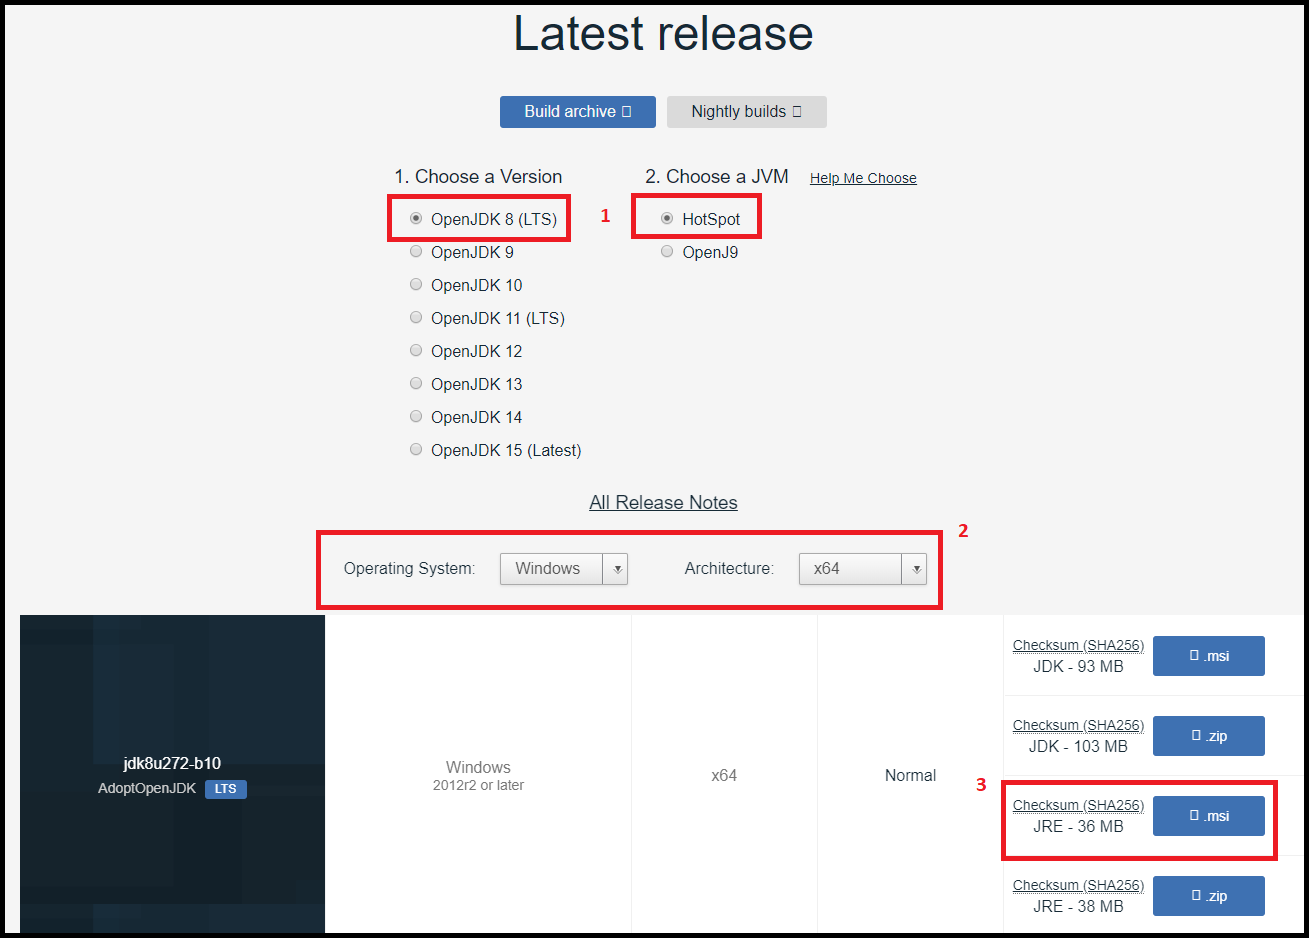 Latest release
Build archive
Nightly builds
1. Choose a Version
2. Choose a JVM
Help Me Choose
OpenJDK 8 (LTS)
1
HotSpot
OpenJDK 9
OpenJ9
OpenJDK 10
OpenJDK 11 (LTS)
OpenJDK 12
OpenJDK 13
OpenJDK 14
OpenJDK 15 (Latest)
All Release Notes
2
Operating System:
Windows
Architecture:
x64
jdk8u272-b10
AdoptOpenJDK LTS
Windows
2012r2 or later
x64
Normal
Checksum (SHA256)
JDK - 93 MB
.msi
Checksum (SHA256)
JDK - 103 MB
.zip
3
Checksum (SHA256)
JRE - 36 MB
.msi
Checksum (SHA256)
JRE - 38 MB
.zip